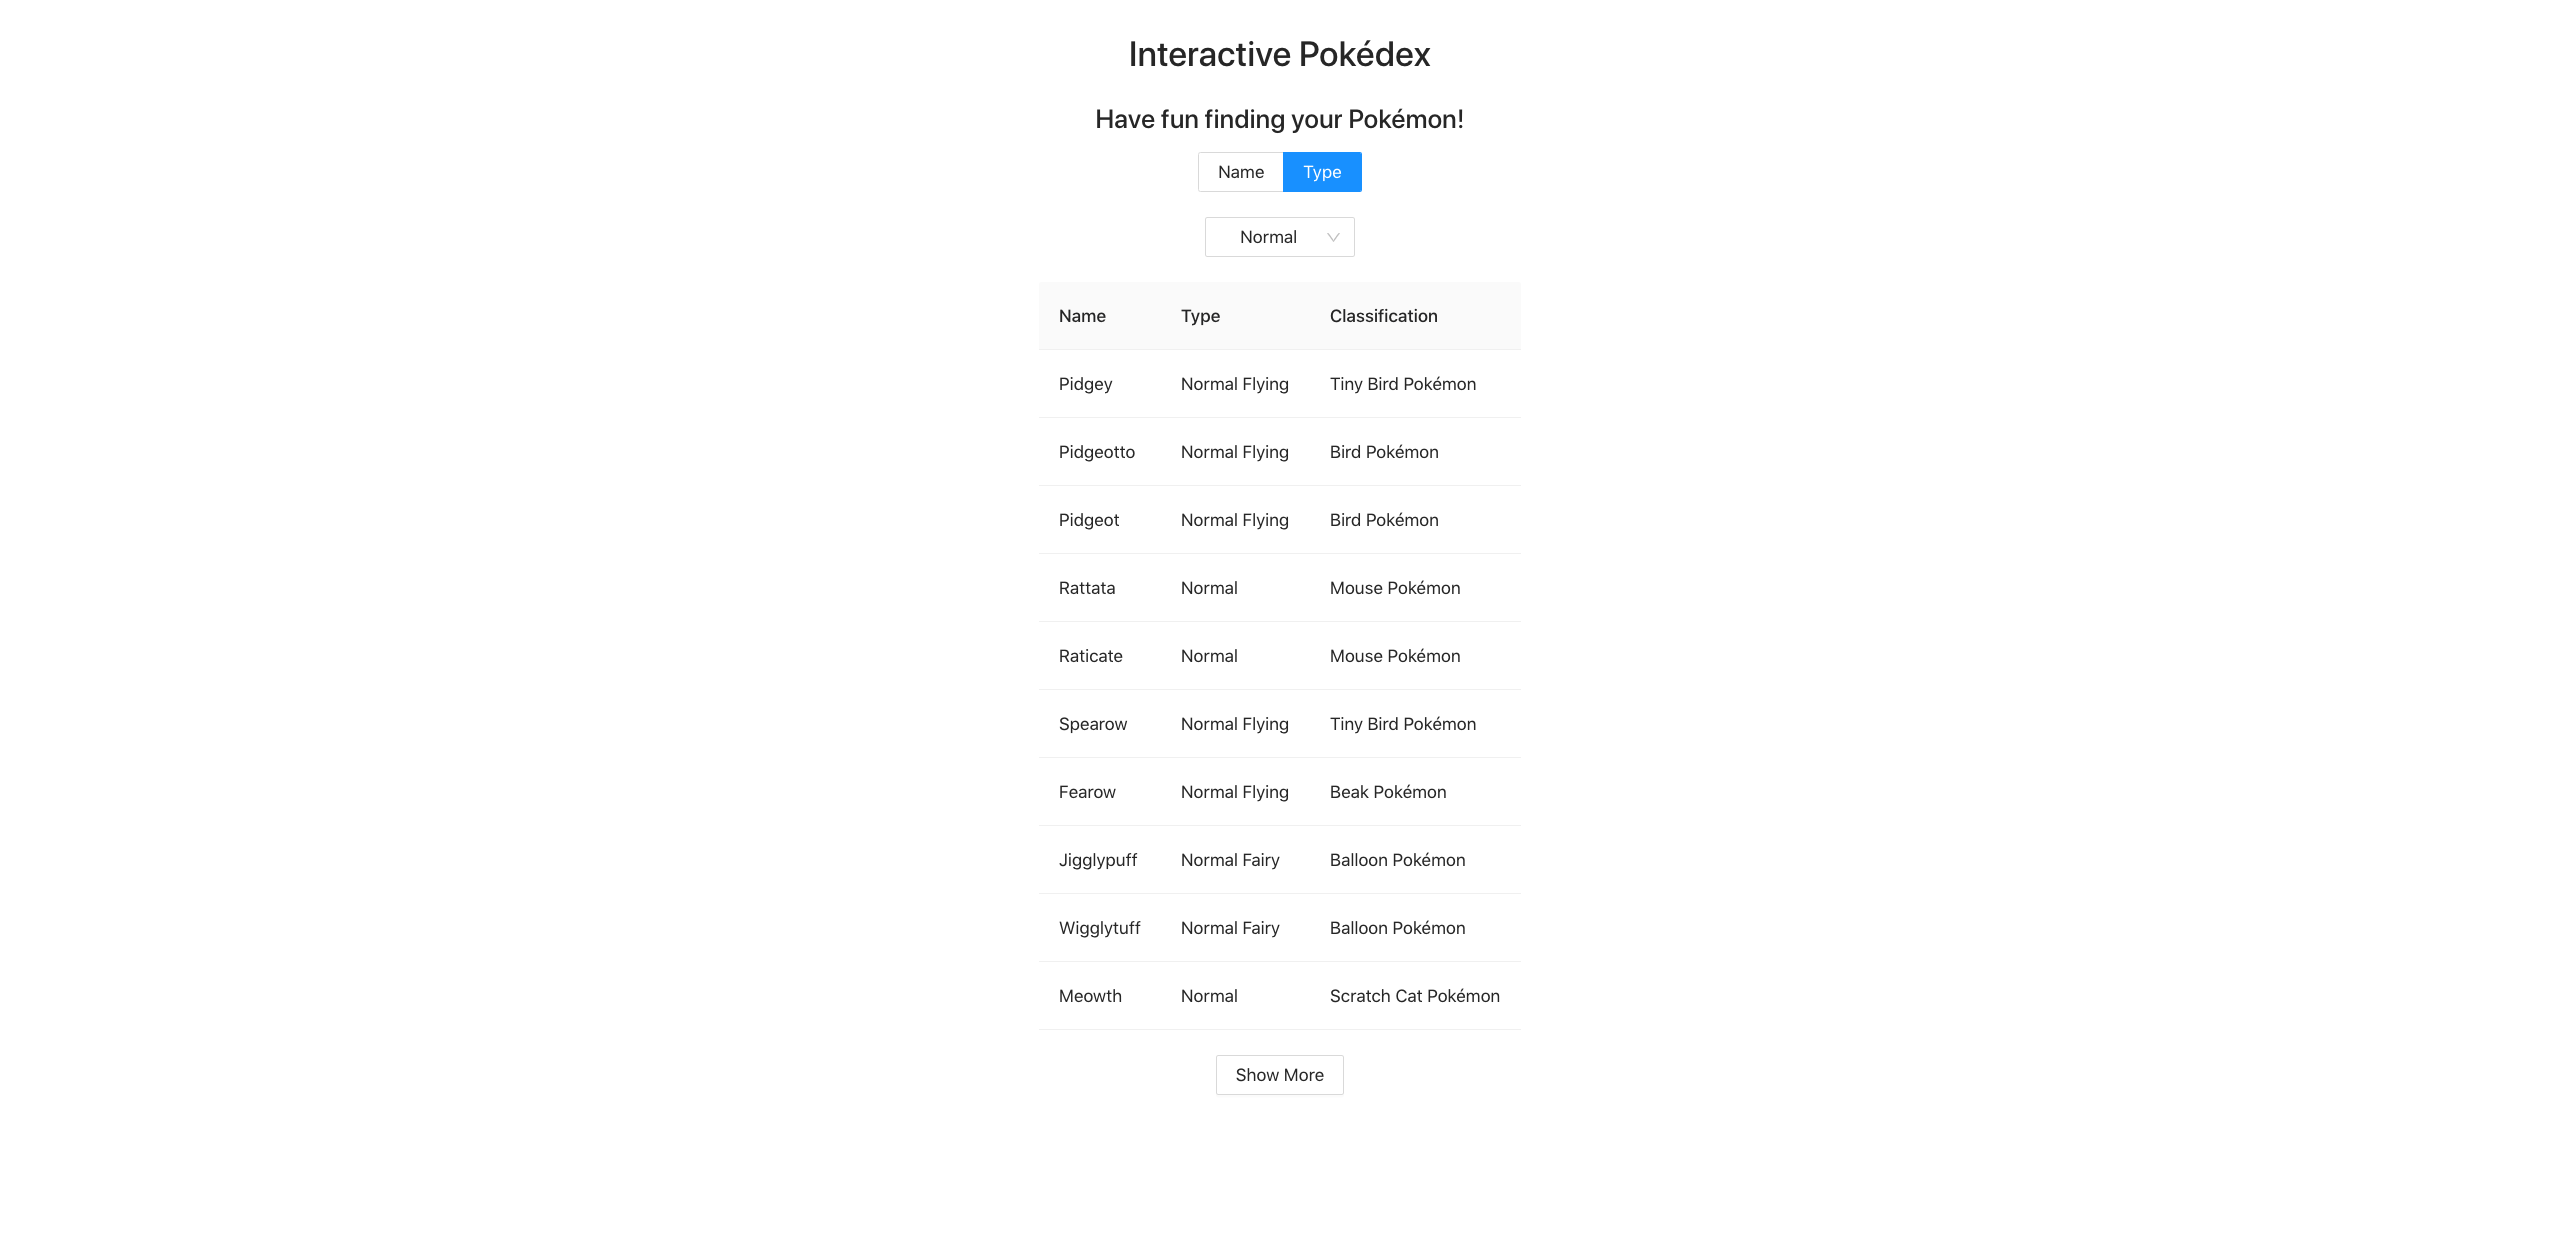 Interactive Pokédex
Have fun finding your Pokémon!
Name Type
Normal
Name Type Classification
Pidgey Normal Flying Tiny Bird Pokémon
Pidgeotto Normal Flying Bird Pokémon
Pidgeot Normal Flying Bird Pokémon
Rattata Normal Mouse Pokémon
Raticate Normal Mouse Pokémon
Spearow Normal Flying Tiny Bird Pokémon
Fearow Normal Flying Beak Pokémon
Jigglypuff Normal Fairy Balloon Pokémon
Wigglytuff Normal Fairy Balloon Pokémon
Meowth Normal Scratch Cat Pokémon
Show More